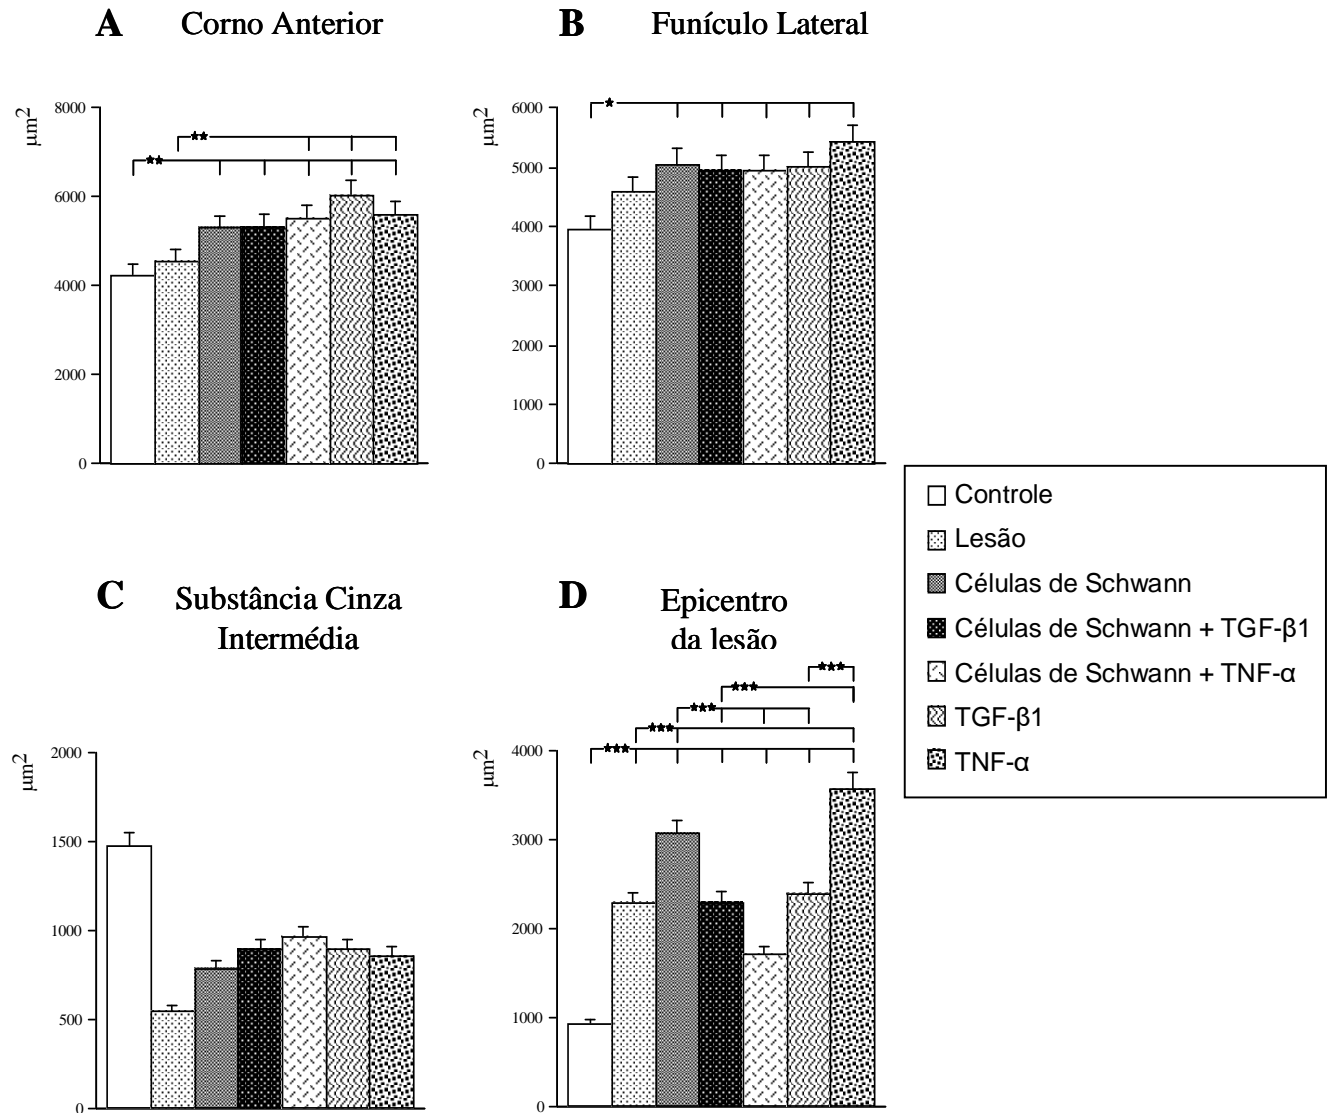 A Corno Anterior
B Funículo Lateral
µm2
8000
6000
4000
2000
0
**
**
µm2
6000
5000
4000
3000
2000
1000
0
*
Controle
Lesão
Células de Schwann
Células de Schwann + TGF-β1
Células de Schwann + TNF-α
TGF-β1
TNF-α
C Substância Cinza
Intermédia
D Epicentro
da lesão
µm2
2000
1500
1000
500
0
µm2
4000
3000
2000
1000
0
***
***
***
***
***